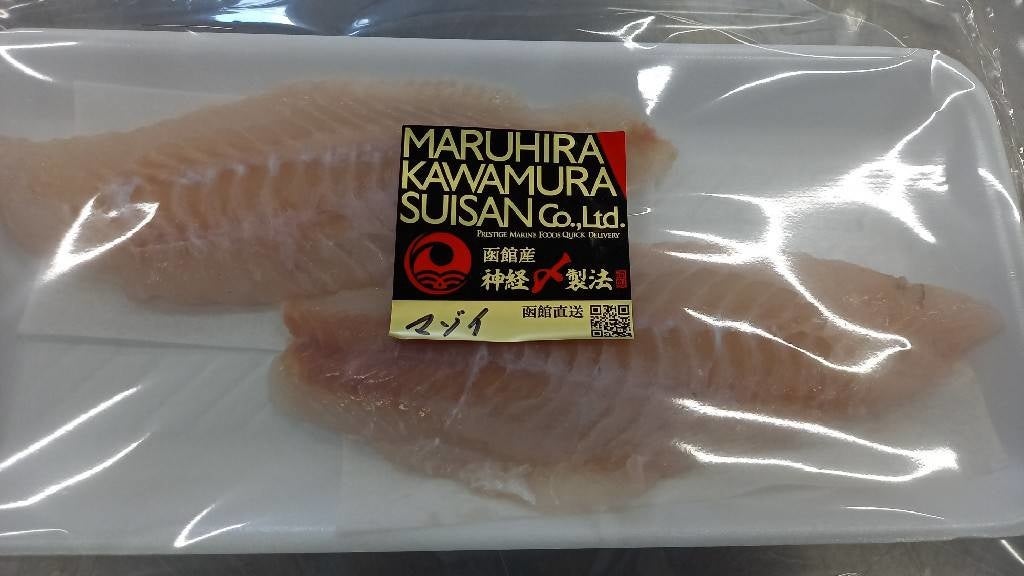 MARUHIRA
KAWAMURA
SUISAN Co.,Ltd.
PRESTIGE MARINE FOODS QUICK DELIVERY
函館産
神経〆製法
函館直送
マゾイ